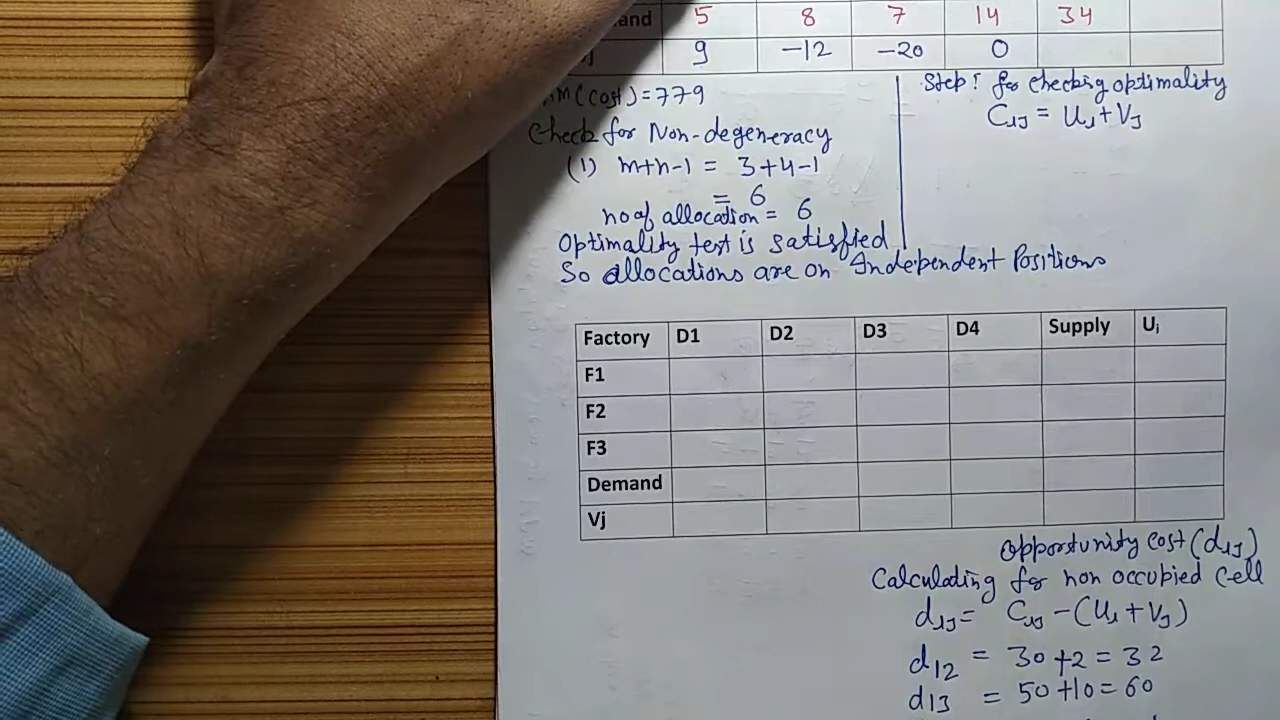 and 5 8 7 14 34
j 9 -12 -20 0
(cost) = 779
Check for Non-degeneracy
(1) m+n-1 = 3+4-1
= 6
no of allocation = 6
Optimality test is satisfied
So allocations are on Independent Positions
Step: for checking optimality
Cij = Ui + Vj
Factory D1 D2 D3 D4 Supply Ui
F1
F2
F3
Demand
Vj
Opportunity cost (dij)
Calculating for non occupied Cell
dij = Cij - (Ui + Vj)
d12 = 30+2 = 32
d13 = 50+10 = 60